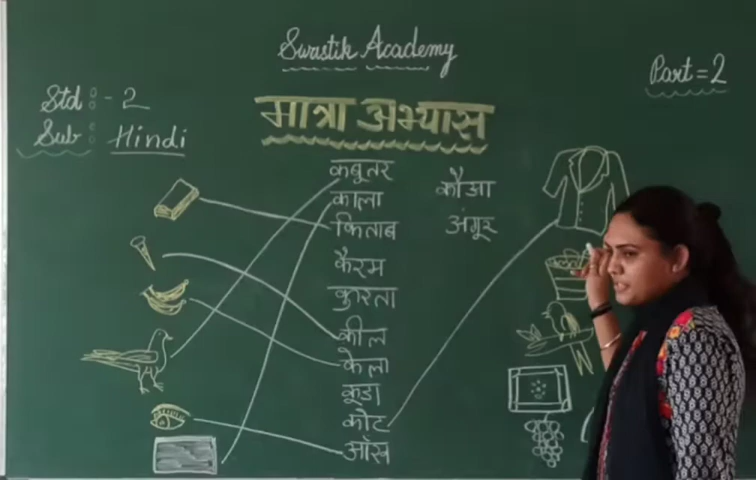 Swastik Academy
Part = 2
Std :- 2
Sub : Hindi
मात्रा अभ्यास
कबूतर
काला
किताब
कैरम
कुरता
कील
केला
कूडा
कोट
आँख
कौआ
अंगूर